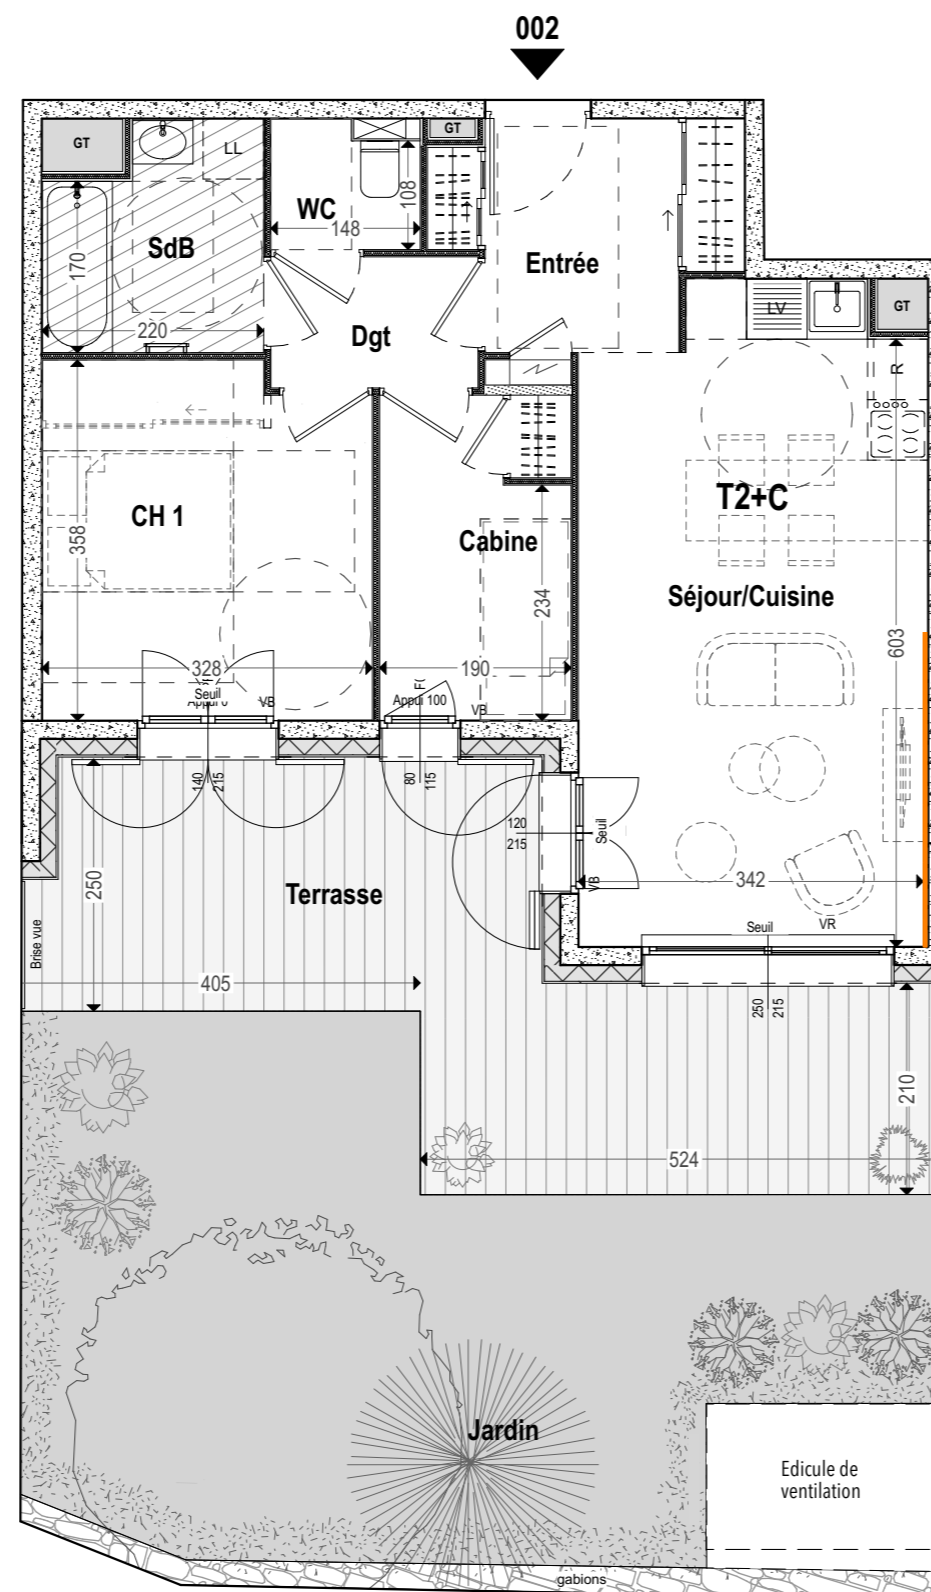 002
GT
LL
GT
WC
108
148
SdB
170
220
Entrée
Dgt
LV
GT
R
CH 1
358
T2+C
Cabine
234
Séjour/Cuisine
603
328
Seuil
VB
190
Appui 100
VB
140
215
80
115
120
215
Seuil
VB
342
Seuil
VR
250
215
Terrasse
250
Brise vue
405
210
524
Jardin
Edicule de
ventilation
gabions